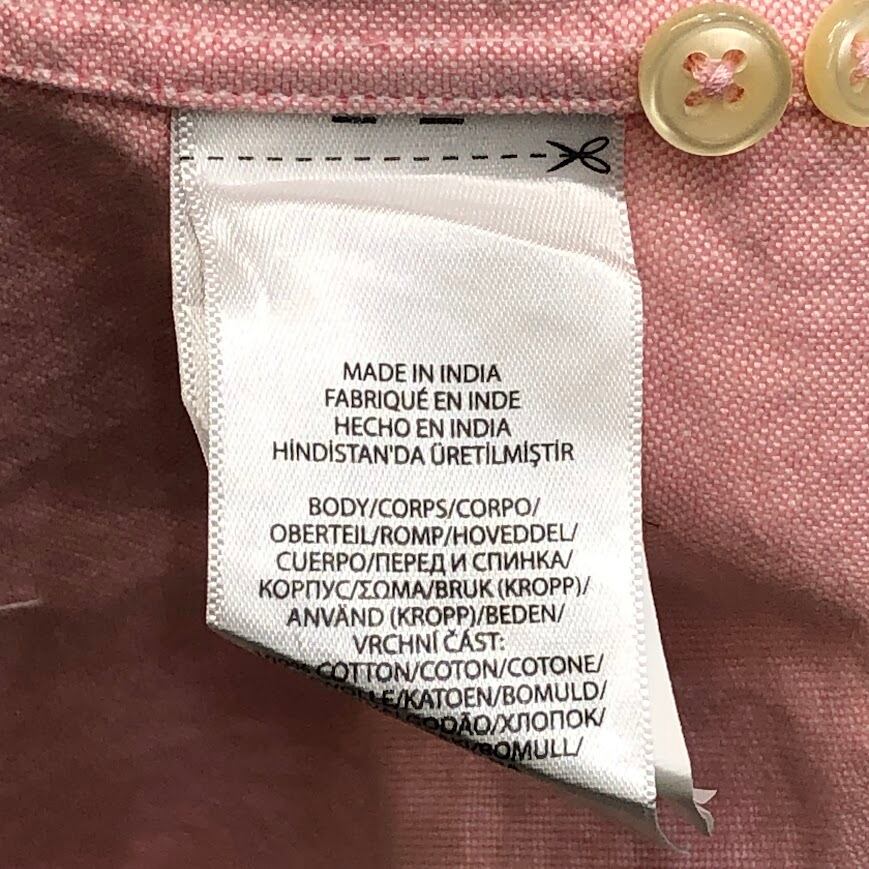 MADE IN INDIA
FABRIQUÉ EN INDE
HECHO EN INDIA
HİNDİSTAN'DA ÜRETİLMİŞTİR
BODY/CORPS/CORPO/
OBERTEIL/ROMP/HOVEDDEL/
CUERPO/ПЕРЕД И СПИНКА/
КОРПУС/ΣΩΜΑ/BRUK (KROPP)/
ANVÄND (KROPP)/BEDEN/
VRCHNÍ ČÁST:
COTTON/COTON/COTONE/
/KATOEN/BOMULD/
/ХЛОПОК/
/BOMULL/